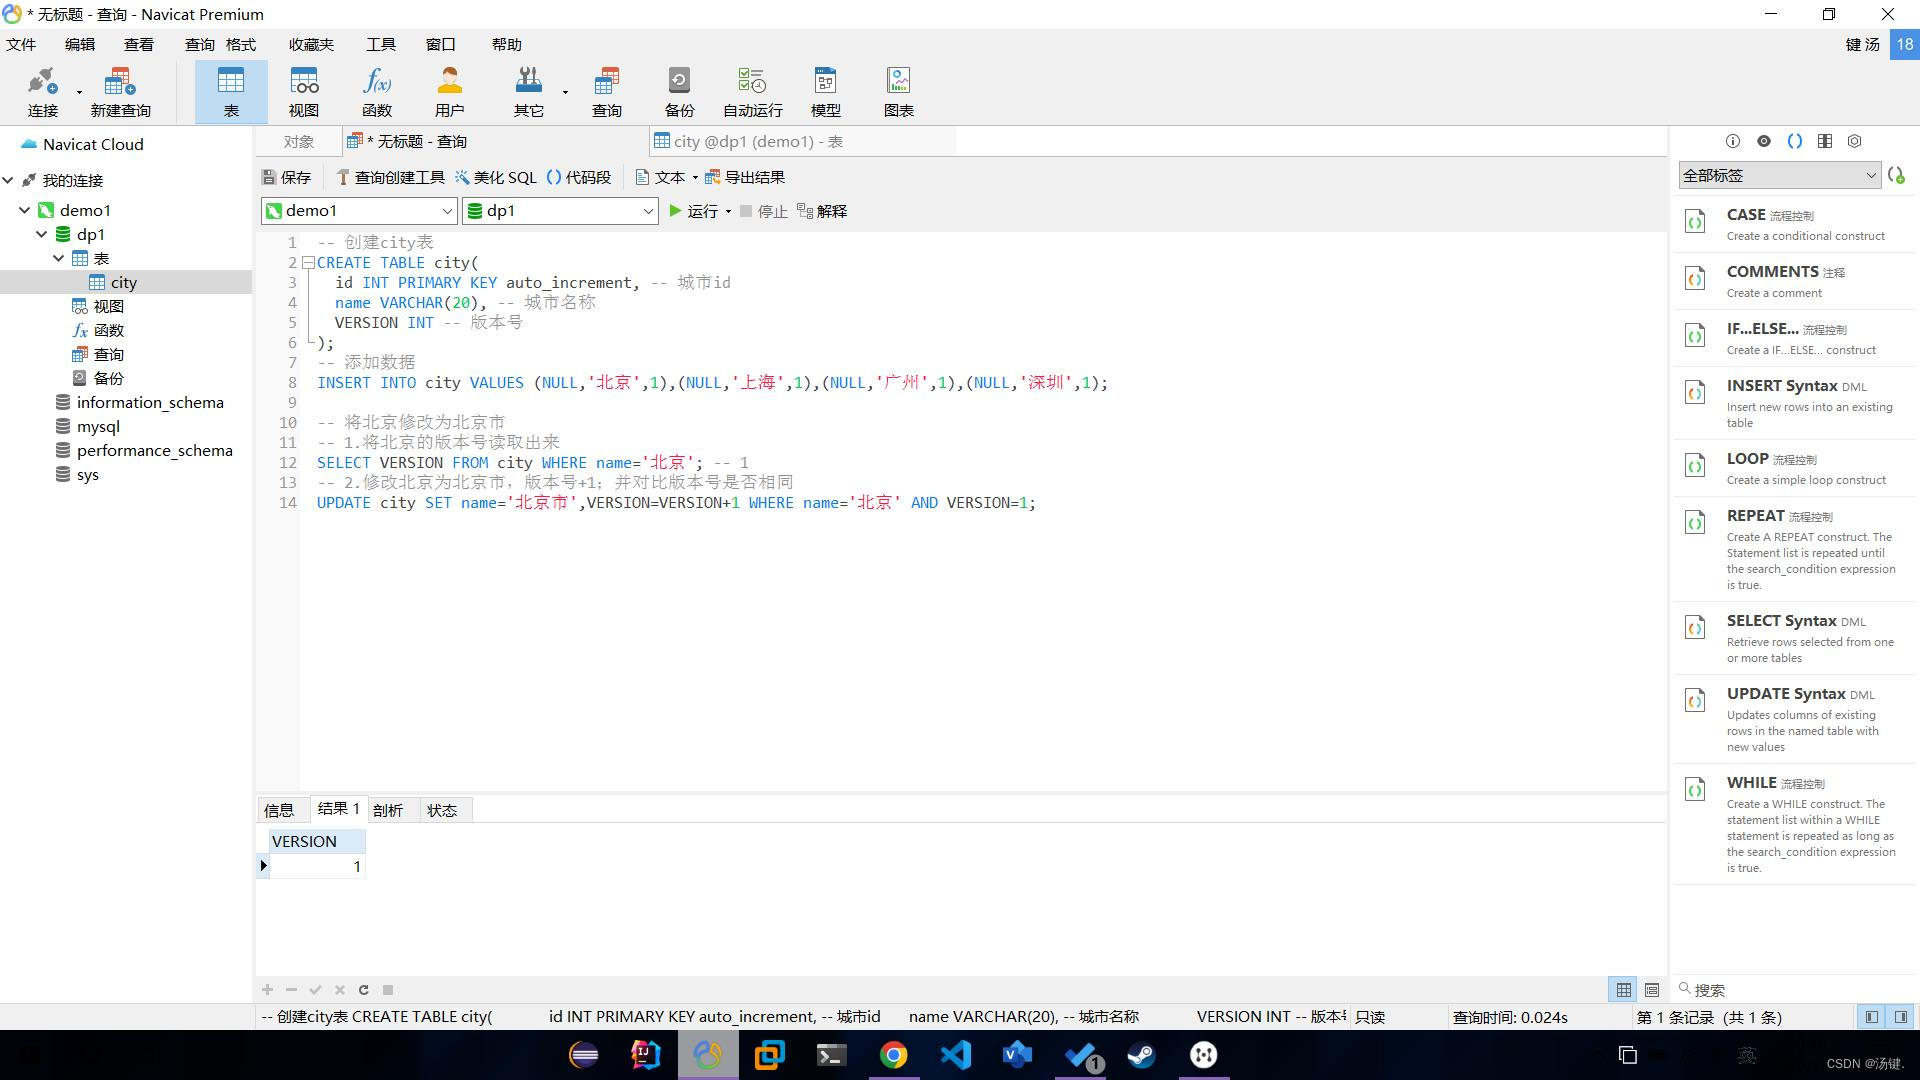 * 无标题 - 查询 - Navicat Premium
文件 编辑 查看 查询 格式 收藏夹 工具 窗口 帮助 键 汤 18
连接 新建查询 表 视图 函数 用户 其它 查询 备份 自动运行 模型 图表
Navicat Cloud
我的连接
demo1
dp1
表
city
视图
函数
查询
备份
information_schema
mysql
performance_schema
sys
对象 * 无标题 - 查询 city @dp1 (demo1) - 表
保存 查询创建工具 美化 SQL 代码段 文本 导出结果
demo1 dp1 运行 停止 解释
1 -- 创建city表
2 CREATE TABLE city(
3 id INT PRIMARY KEY auto_increment, -- 城市id
4 name VARCHAR(20), -- 城市名称
5 VERSION INT -- 版本号
6 );
7 -- 添加数据
8 INSERT INTO city VALUES (NULL,'北京',1),(NULL,'上海',1),(NULL,'广州',1),(NULL,'深圳',1);
9
10 -- 将北京修改为北京市
11 -- 1.将北京的版本号读取出来
12 SELECT VERSION FROM city WHERE name='北京'; -- 1
13 -- 2.修改北京为北京市，版本号+1；并对比版本号是否相同
14 UPDATE city SET name='北京市',VERSION=VERSION+1 WHERE name='北京' AND VERSION=1;
信息 结果 1 剖析 状态
VERSION
1
全部标签
CASE 流程控制
Create a conditional construct
COMMENTS 注释
Create a comment
IF...ELSE... 流程控制
Create a IF...ELSE... construct
INSERT Syntax DML
Insert new rows into an existing
table
LOOP 流程控制
Create a simple loop construct
REPEAT 流程控制
Create A REPEAT construct. The
Statement list is repeated until
the search_condition expression
is true.
SELECT Syntax DML
Retrieve rows selected from one
or more tables
UPDATE Syntax DML
Updates columns of existing
rows in the named table with
new values
WHILE 流程控制
Create a WHILE construct. The
statement list within a WHILE
statement is repeated as long as
the search_condition expression
is true.
搜索
-- 创建city表 CREATE TABLE city( id INT PRIMARY KEY auto_increment, -- 城市id name VARCHAR(20), -- 城市名称 VERSION INT -- 版本 只读 查询时间: 0.024s 第 1 条记录 (共 1 条)
1
英
CSDN @汤键.